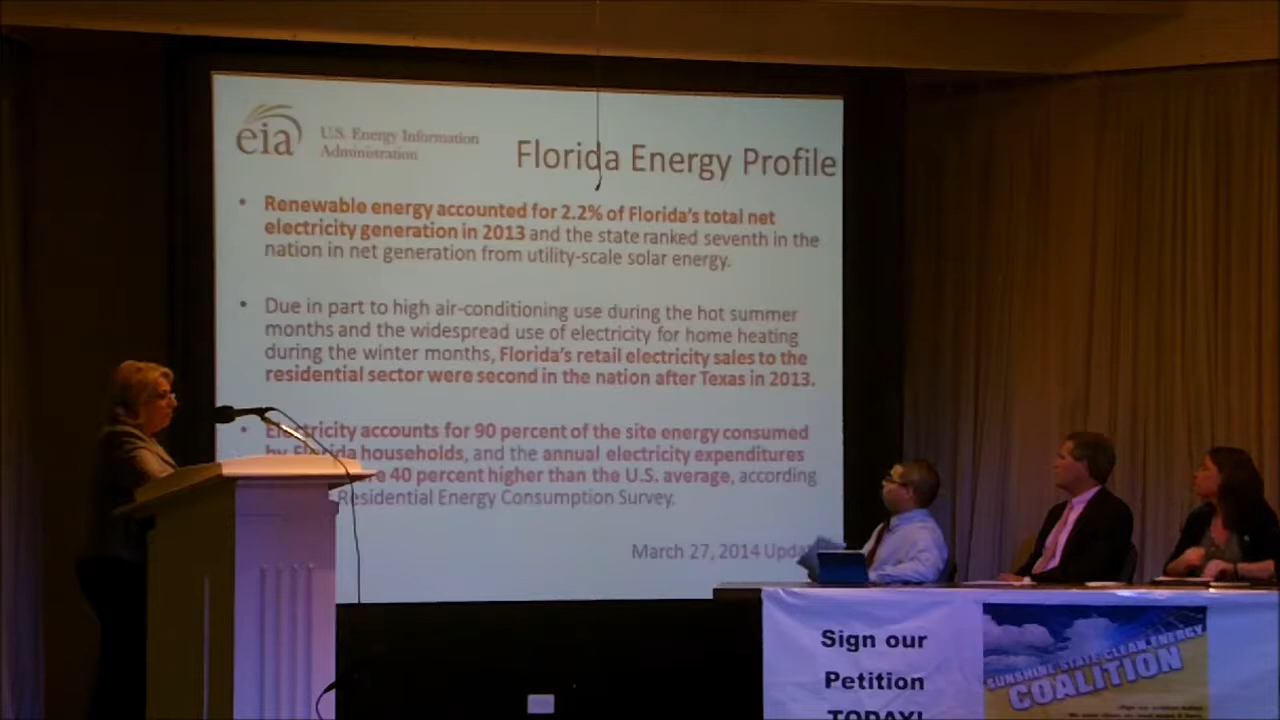 eia
U.S. Energy Information
Administration
Florida Energy Profile
• Renewable energy accounted for 2.2% of Florida's total net
electricity generation in 2013 and the state ranked seventh in the
nation in net generation from utility-scale solar energy.
• Due in part to high air-conditioning use during the hot summer
months and the widespread use of electricity for home heating
during the winter months, Florida's retail electricity sales to the
residential sector were second in the nation after Texas in 2013.
• Electricity accounts for 90 percent of the site energy consumed
by Florida households, and the annual electricity expenditures
40 percent higher than the U.S. average, according
Residential Energy Consumption Survey.
March 27, 2014
Sign our
Petition
TODAY!
SUNSHINE STATE CLEAN ENERGY
COALITION